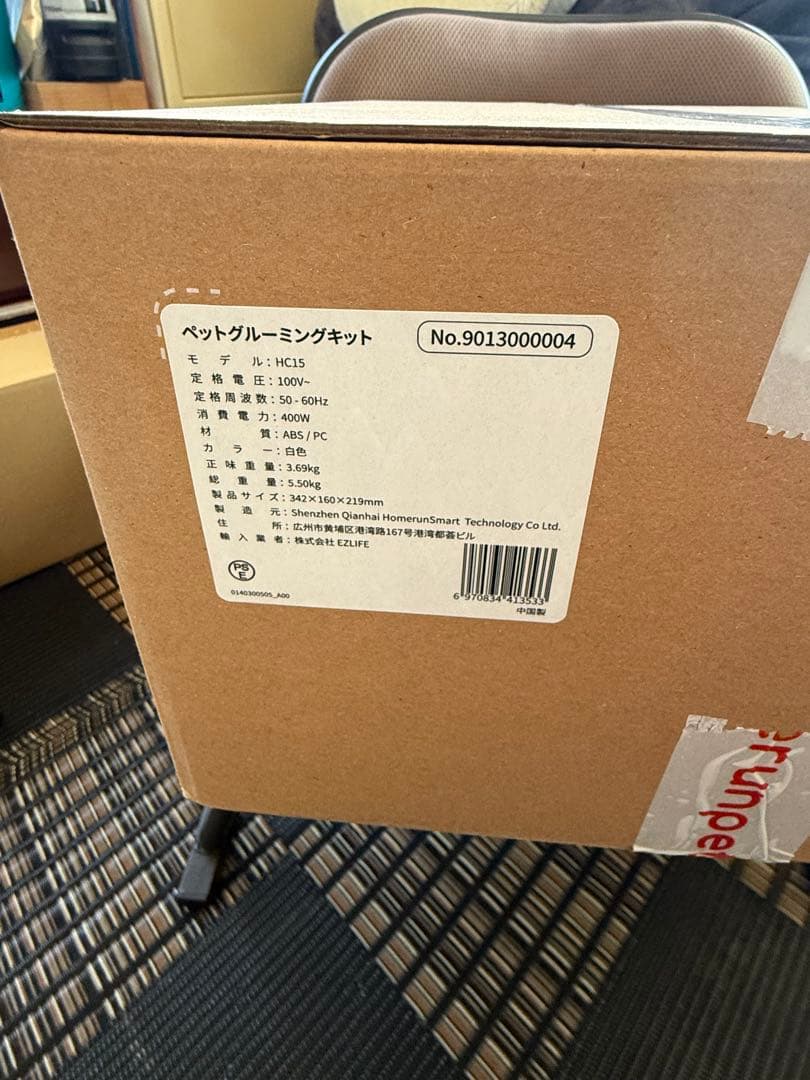 ペットグルーミングキット
No.9013000004
モデル：HC15
定格電圧：100V~
定格周波数：50 - 60Hz
消費電力：400W
材質：ABS / PC
カラー：白色
正味重量：3.69kg
総重量：5.50kg
製品サイズ：342×160×219mm
製造元：Shenzhen Qianhai HomerunSmart Technology Co Ltd.
住所：広州市黄埔区港湾路167号港湾都荟ビル
輸入業者：株式会社 EZLIFE
PS
E
0140300505_A00
6 970834 413533
中国製
erunpe